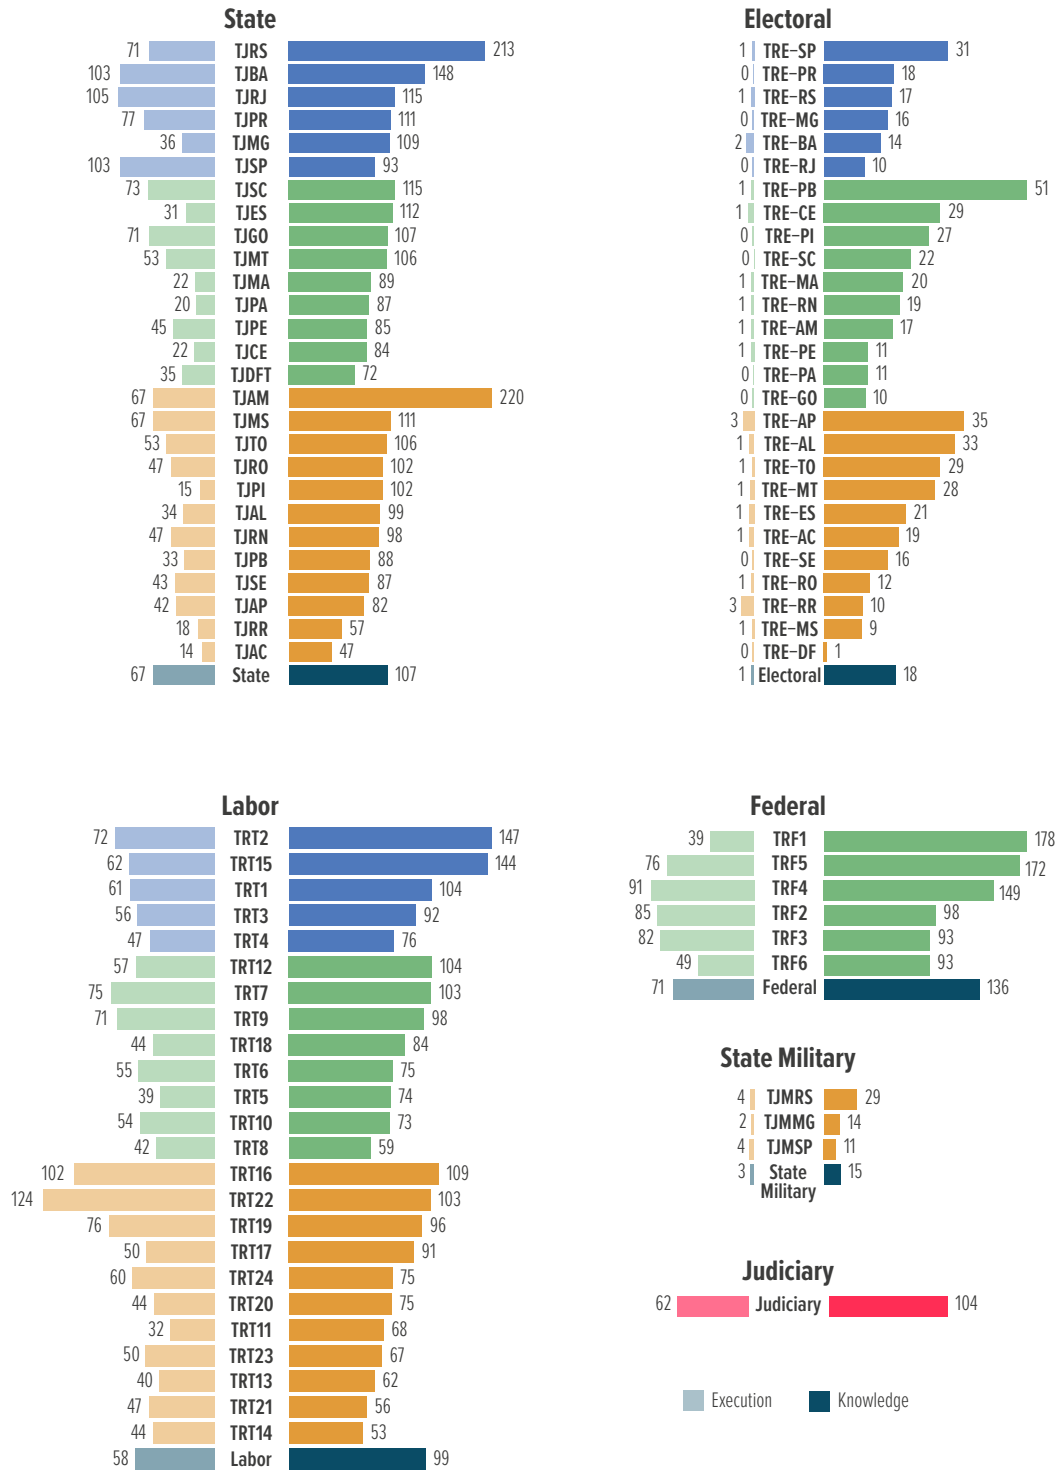 State
71 TJRS 213
103 TJBA 148
105 TJRJ 115
77 TJPR 111
36 TJMG 109
103 TJSP 93
73 TJSC 115
31 TJES 112
71 TJGO 107
53 TJMT 106
22 TJMA 89
20 TJPA 87
45 TJPE 85
22 TJCE 84
35 TJDFT 72
67 TJAM 220
67 TJMS 111
53 TJTO 106
47 TJRO 102
15 TJPI 102
34 TJAL 99
47 TJRN 98
33 TJPB 88
43 TJSE 87
42 TJAP 82
18 TJRR 57
14 TJAC 47
67 State 107
Electoral
1 TRE–SP 31
0 TRE–PR 18
1 TRE–RS 17
0 TRE–MG 16
2 TRE–BA 14
0 TRE–RJ 10
1 TRE–PB 51
1 TRE–CE 29
0 TRE–PI 27
0 TRE–SC 22
1 TRE–MA 20
1 TRE–RN 19
1 TRE–AM 17
1 TRE–PE 11
0 TRE–PA 11
0 TRE–GO 10
3 TRE–AP 35
1 TRE–AL 33
1 TRE–TO 29
1 TRE–MT 28
1 TRE–ES 21
1 TRE–AC 19
0 TRE–SE 16
1 TRE–RO 12
3 TRE–RR 10
1 TRE–MS 9
0 TRE–DF 1
1 Electoral 18
Labor
72 TRT2 147
62 TRT15 144
61 TRT1 104
56 TRT3 92
47 TRT4 76
57 TRT12 104
75 TRT7 103
71 TRT9 98
44 TRT18 84
55 TRT6 75
39 TRT5 74
54 TRT10 73
42 TRT8 59
102 TRT16 109
124 TRT22 103
76 TRT19 96
50 TRT17 91
60 TRT24 75
44 TRT20 75
32 TRT11 68
50 TRT23 67
40 TRT13 62
47 TRT21 56
44 TRT14 53
58 Labor 99
Federal
39 TRF1 178
76 TRF5 172
91 TRF4 149
85 TRF2 98
82 TRF3 93
49 TRF6 93
71 Federal 136
State Military
4 TJMRS 29
2 TJMMG 14
4 TJMSP 11
3 State 15
Military
Judiciary
62 Judiciary 104
Execution Knowledge